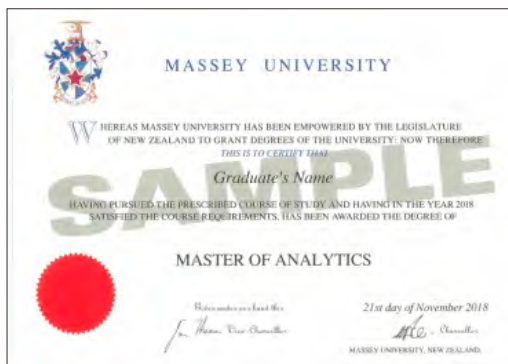 MASSEY UNIVERSITY
WHEREAS MASSEY UNIVERSITY HAS BEEN EMPOWERED BY THE LEGISLATURE
OF NEW ZEALAND TO GRANT DEGREES OF THE UNIVERSITY: NOW THEREFORE
THIS IS TO CERTIFY THAT
Graduate's Name
SAMPLE
HAVING PURSUED THE PRESCRIBED COURSE OF STUDY AND HAVING IN THE YEAR 2018
SATISFIED THE COURSE REQUIREMENTS, HAS BEEN AWARDED THE DEGREE OF
MASTER OF ANALYTICS
21st day of November 2018
Vice-Chancellor
- Chancellor
MASSEY UNIVERSITY, NEW ZEALAND.